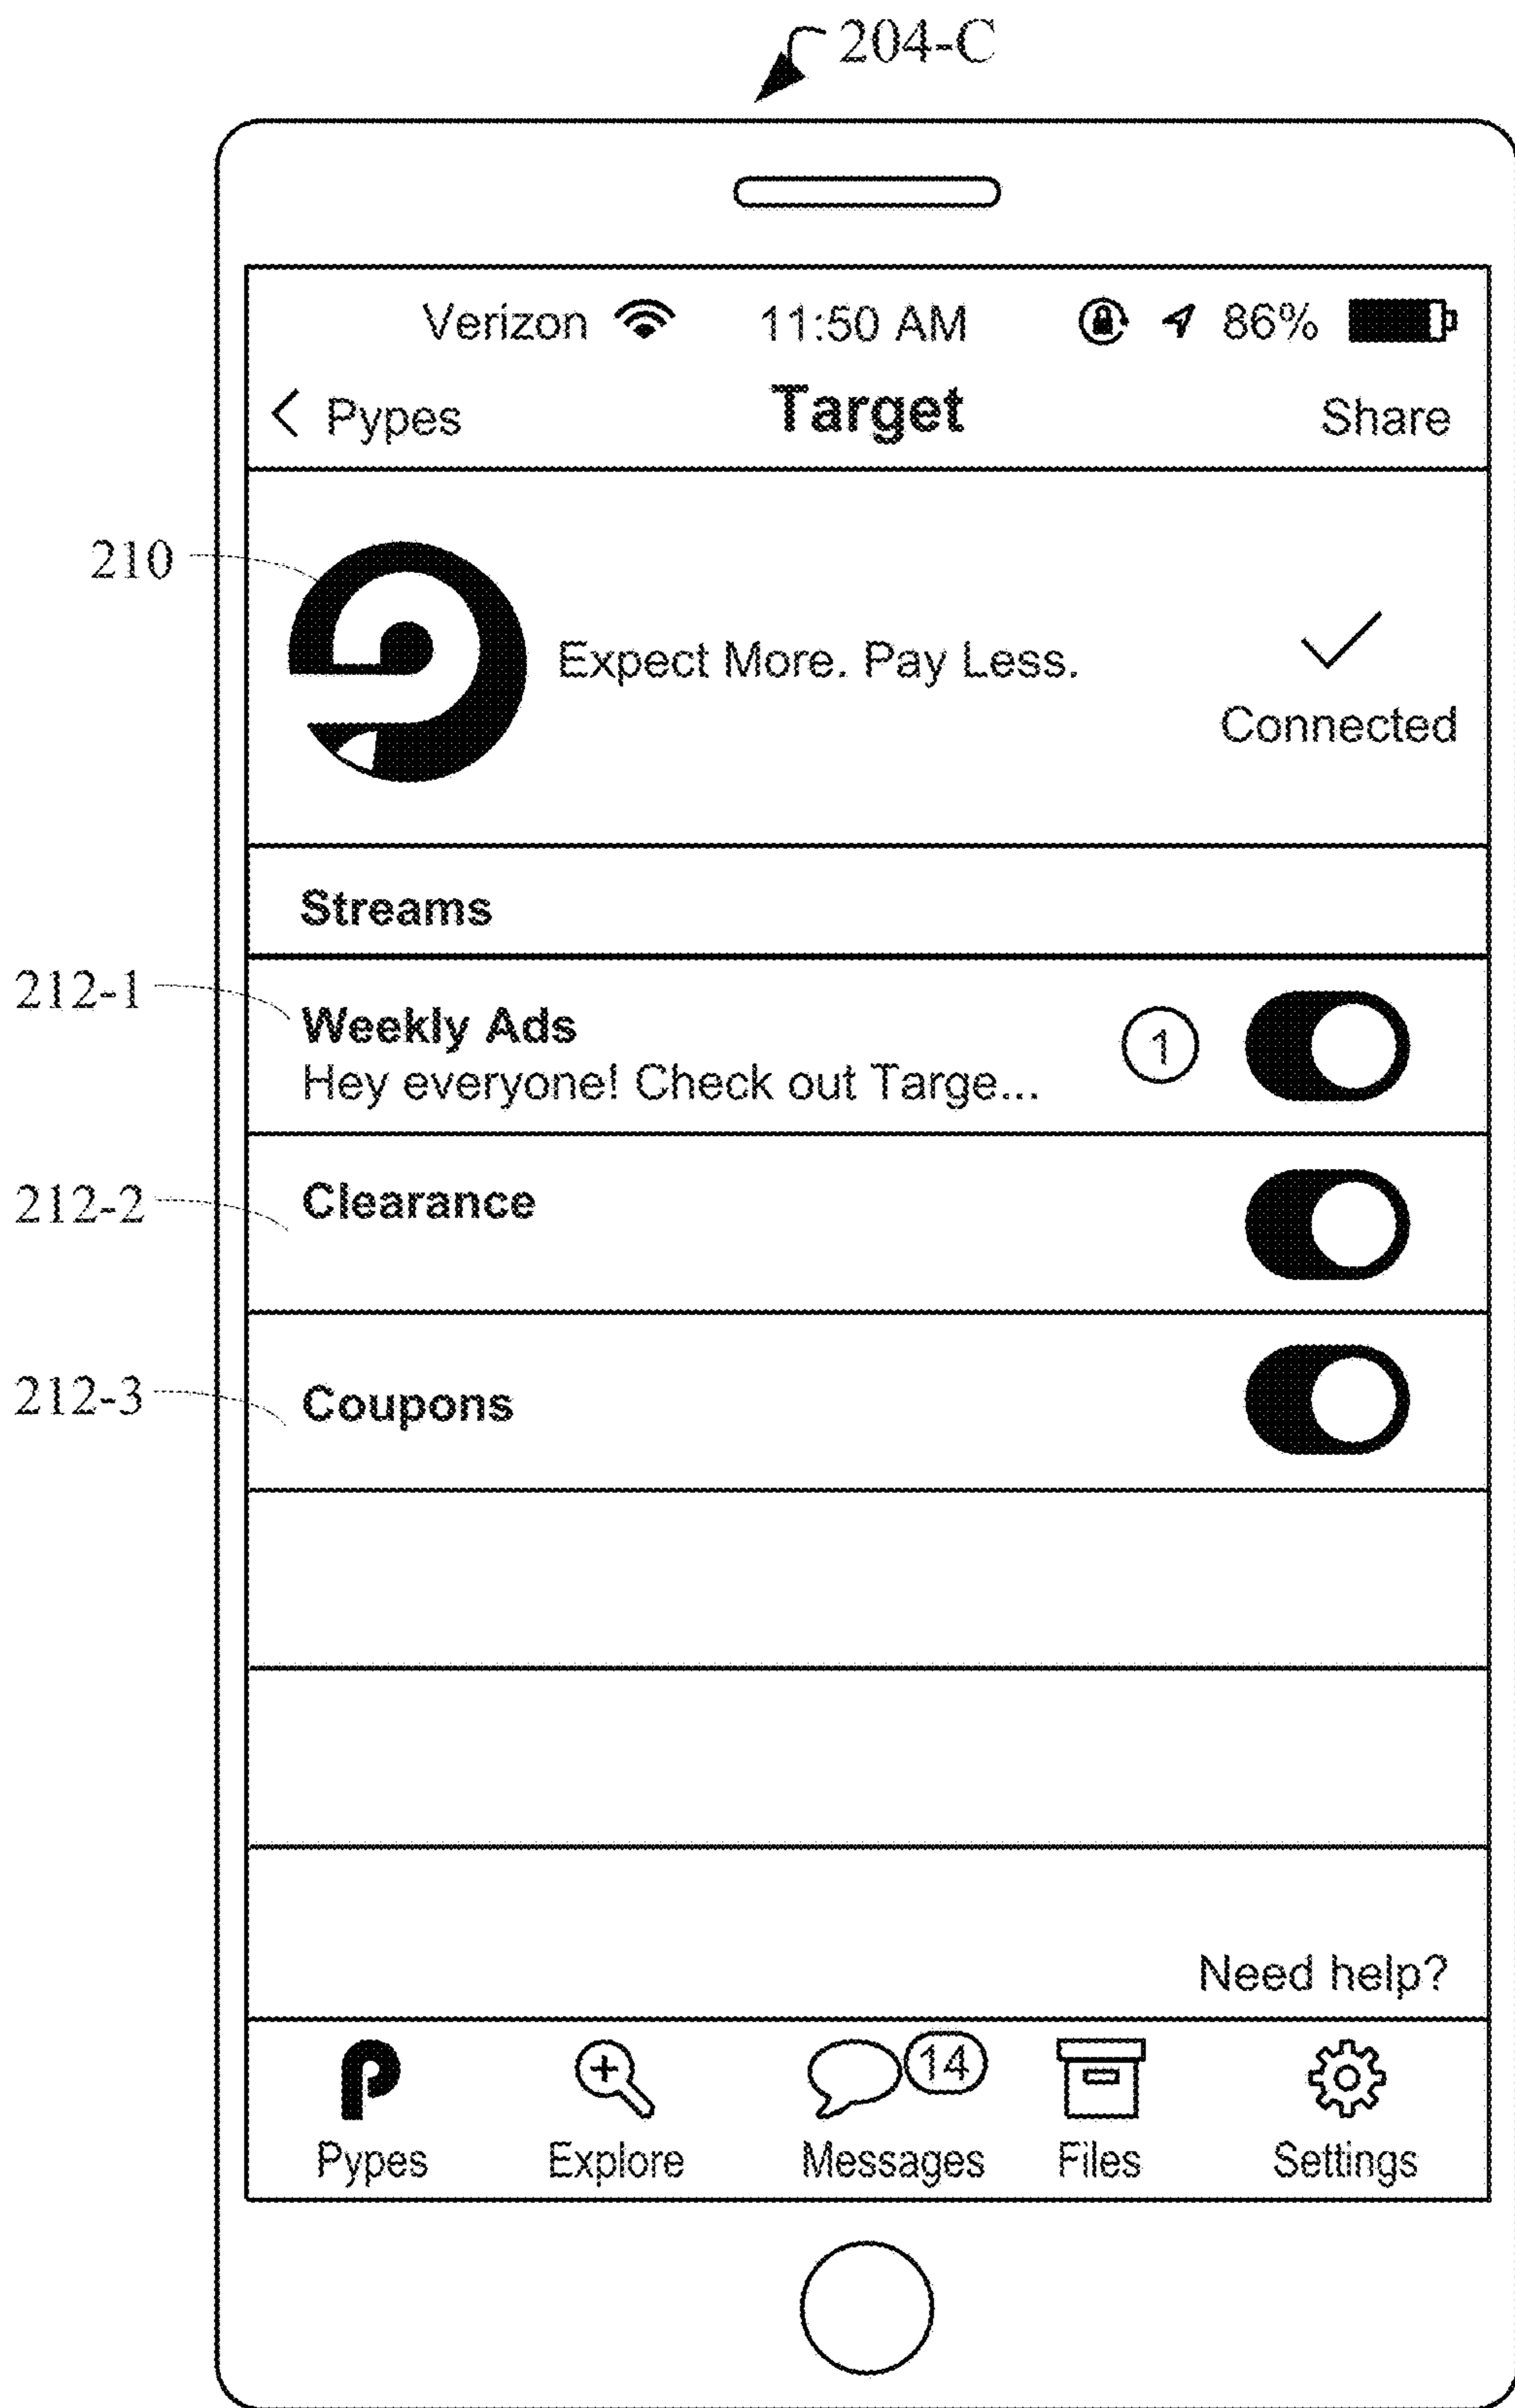 204-C
Verizon 11:50 AM 86%
< Pypes Target Share
210
Expect More. Pay Less.
Connected
Streams
212-1
Weekly Ads
Hey everyone! Check out Targe...
1
212-2
Clearance
212-3
Coupons
Need help?
14
Pypes Explore Messages Files Settings